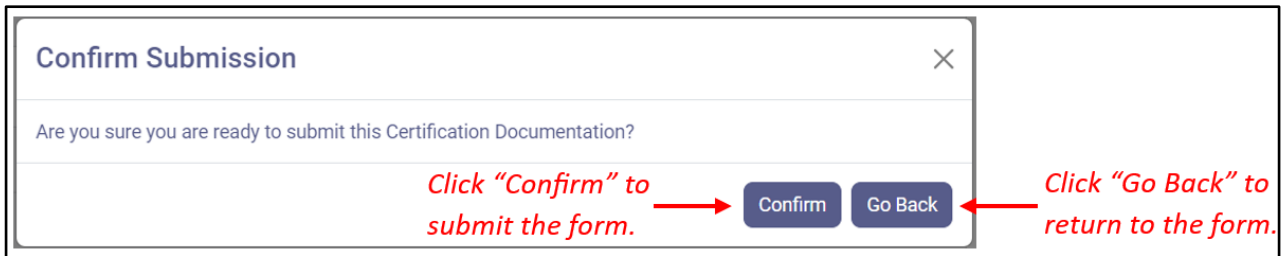 Confirm Submission
Are you sure you are ready to submit this Certification Documentation?
Click “Confirm” to
submit the form.
Confirm
Go Back
Click “Go Back” to
return to the form.